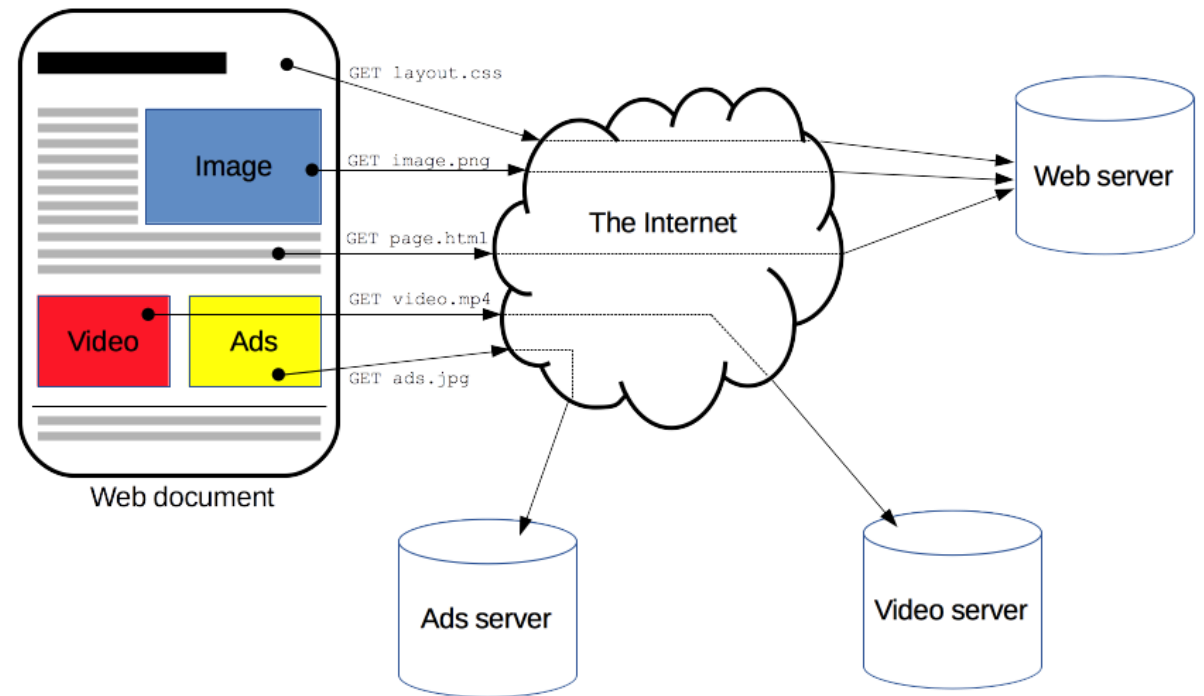 GET layout.css
Image
GET image.png
Web server
The Internet
GET page.html
GET video.mp4
Video
Ads
GET ads.jpg
Web document
Ads server
Video server